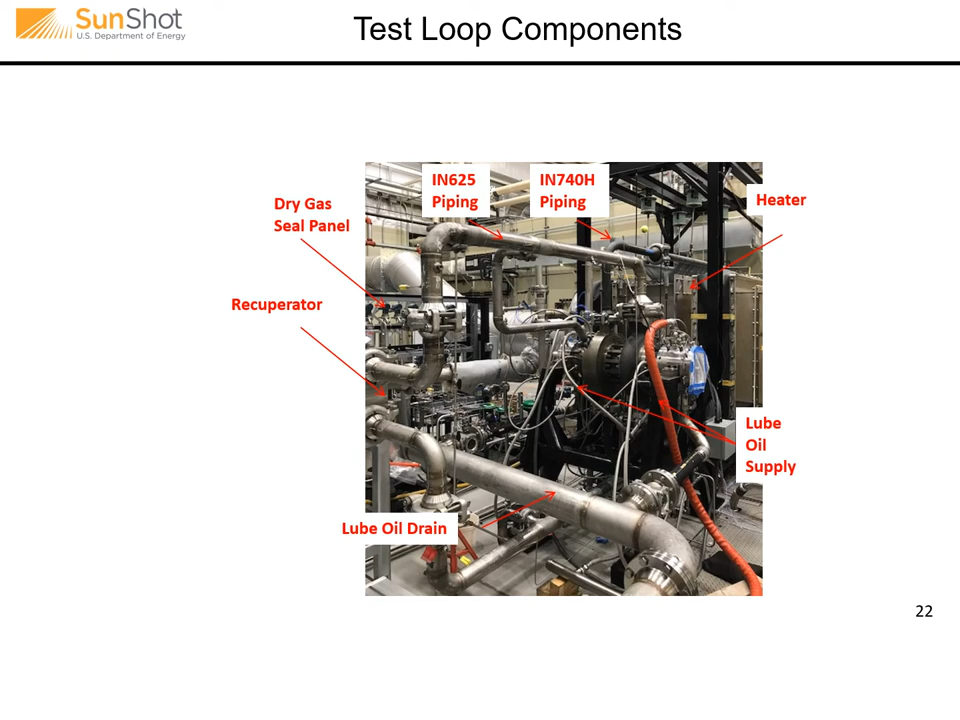 SunShot
U.S. Department of Energy
Test Loop Components
IN625
Piping
IN740H
Piping
Heater
Dry Gas
Seal Panel
Recuperator
Lube
Oil
Supply
Lube Oil Drain
22